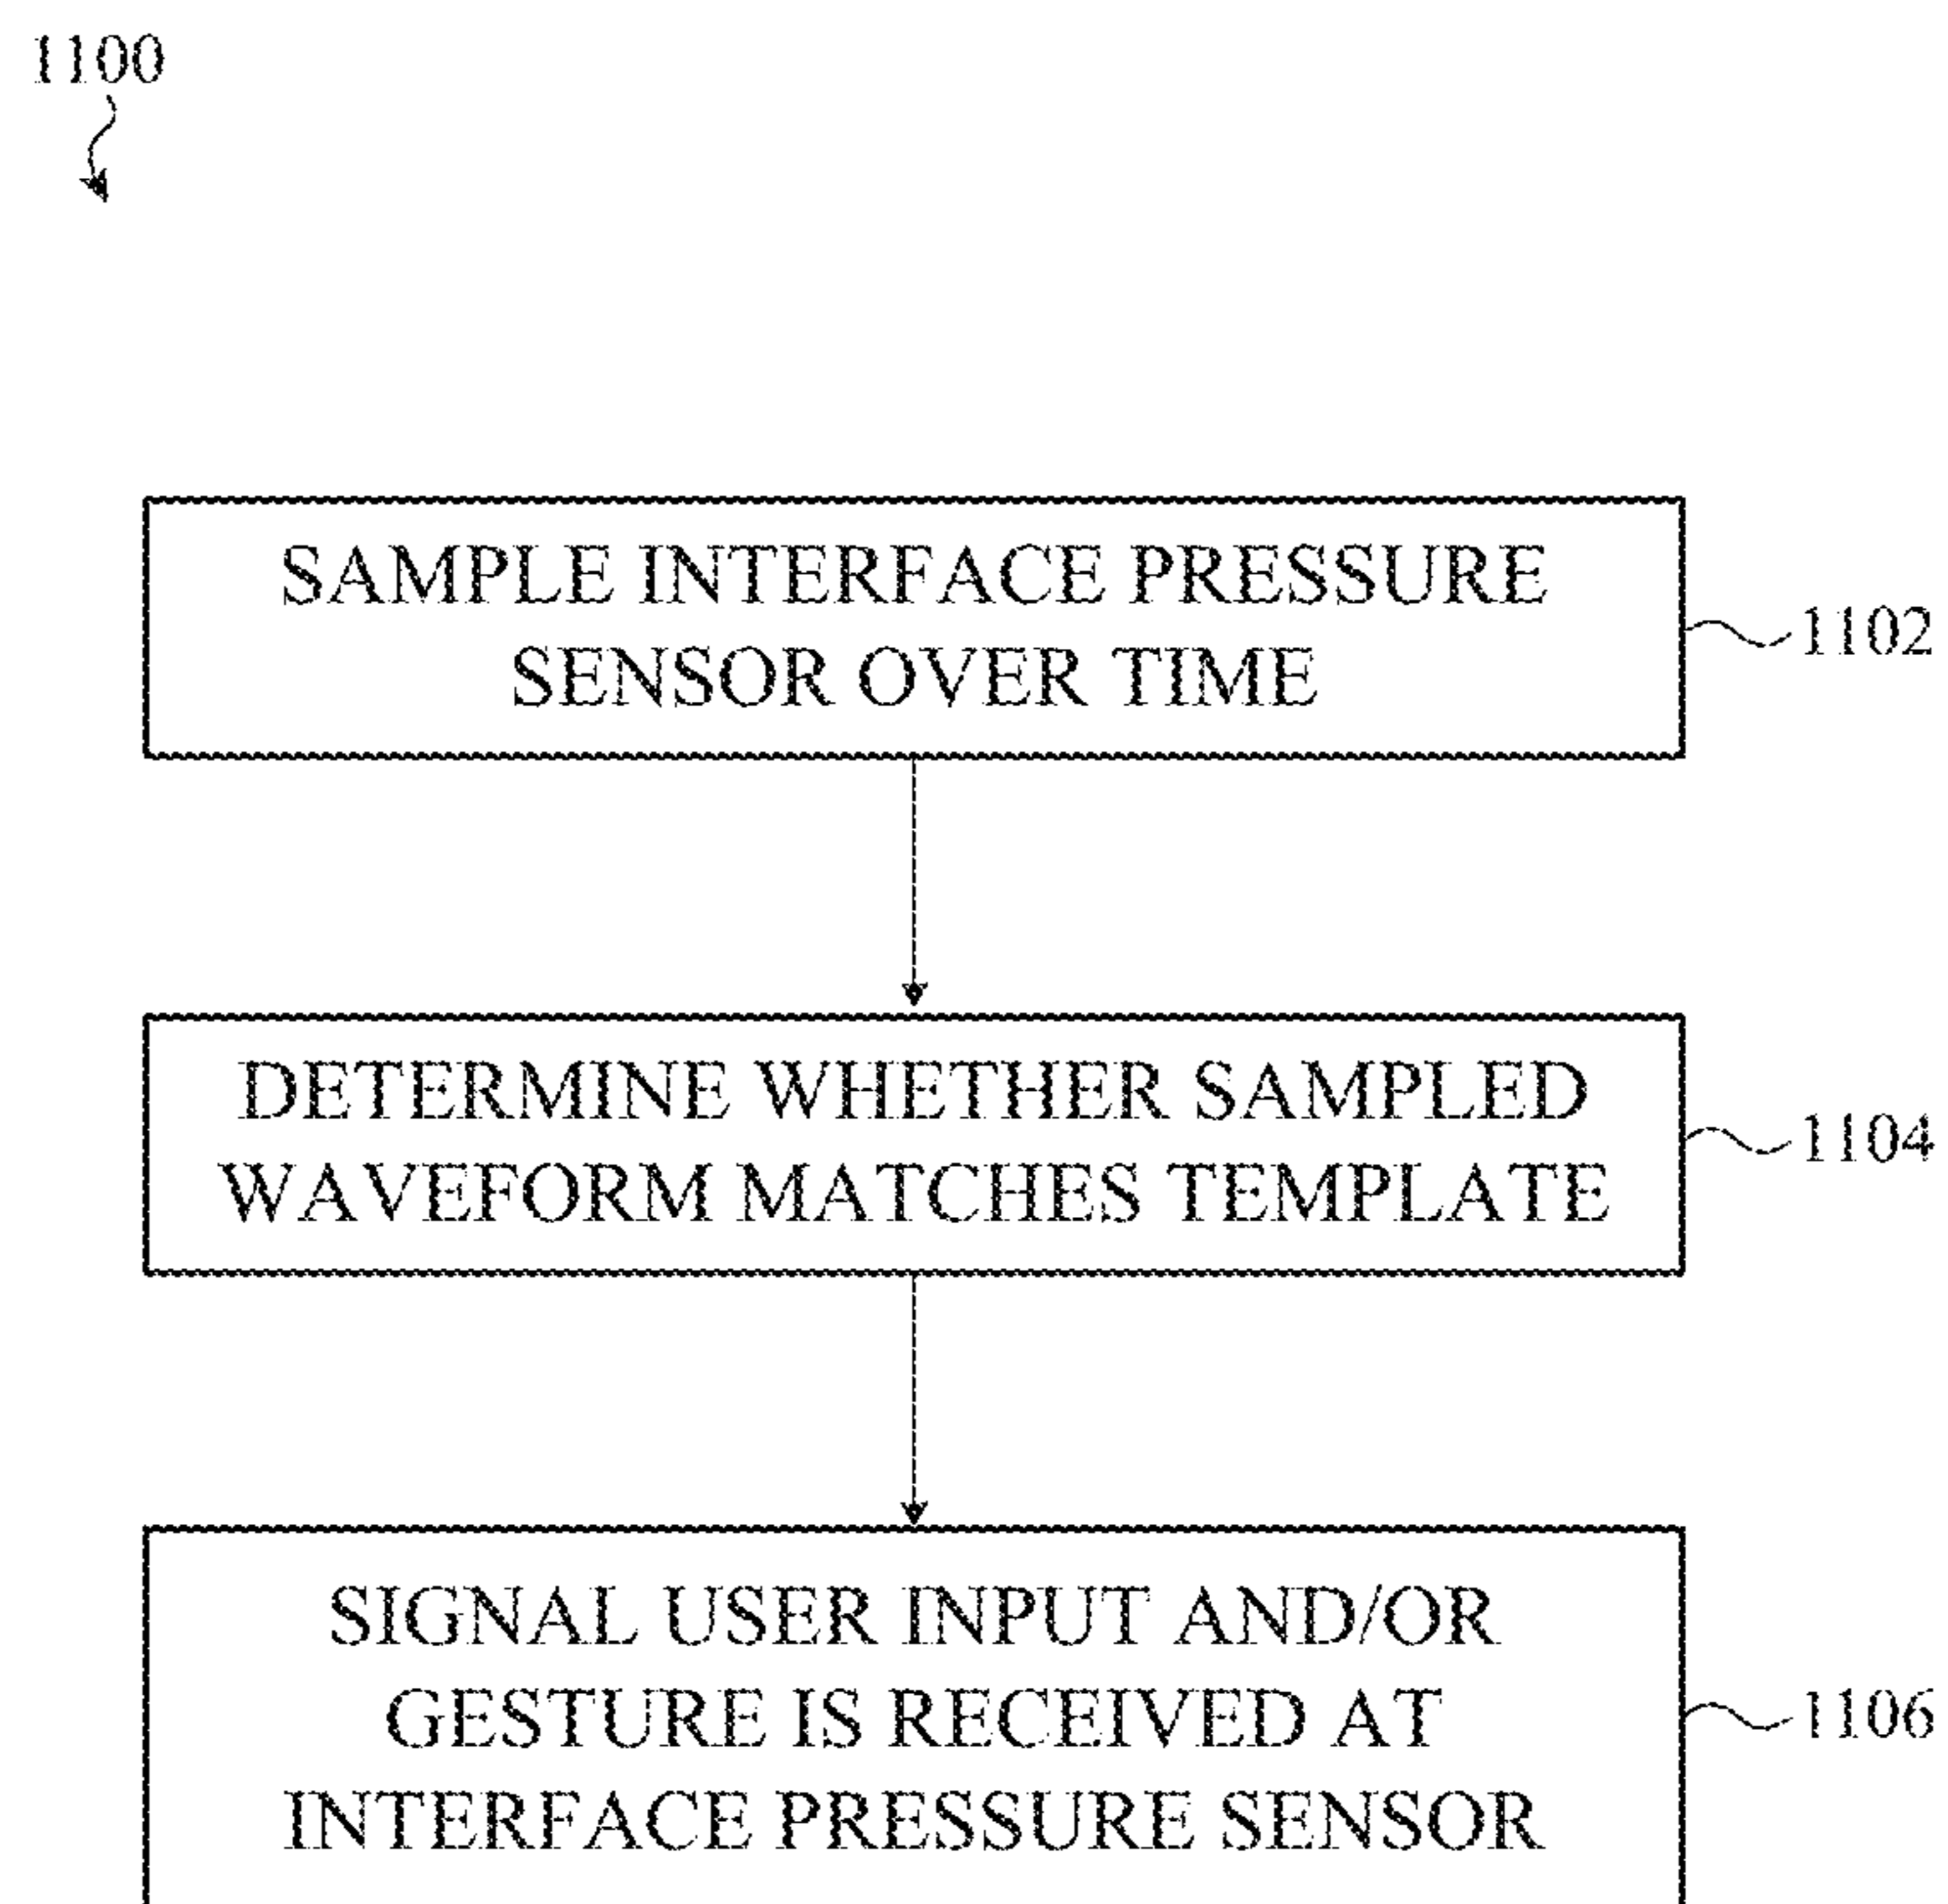 1100
SAMPLE INTERFACE PRESSURE
SENSOR OVER TIME
1102
DETERMINE WHETHER SAMPLED
WAVEFORM MATCHES TEMPLATE
1104
SIGNAL USER INPUT AND/OR
GESTURE IS RECEIVED AT
INTERFACE PRESSURE SENSOR
1106